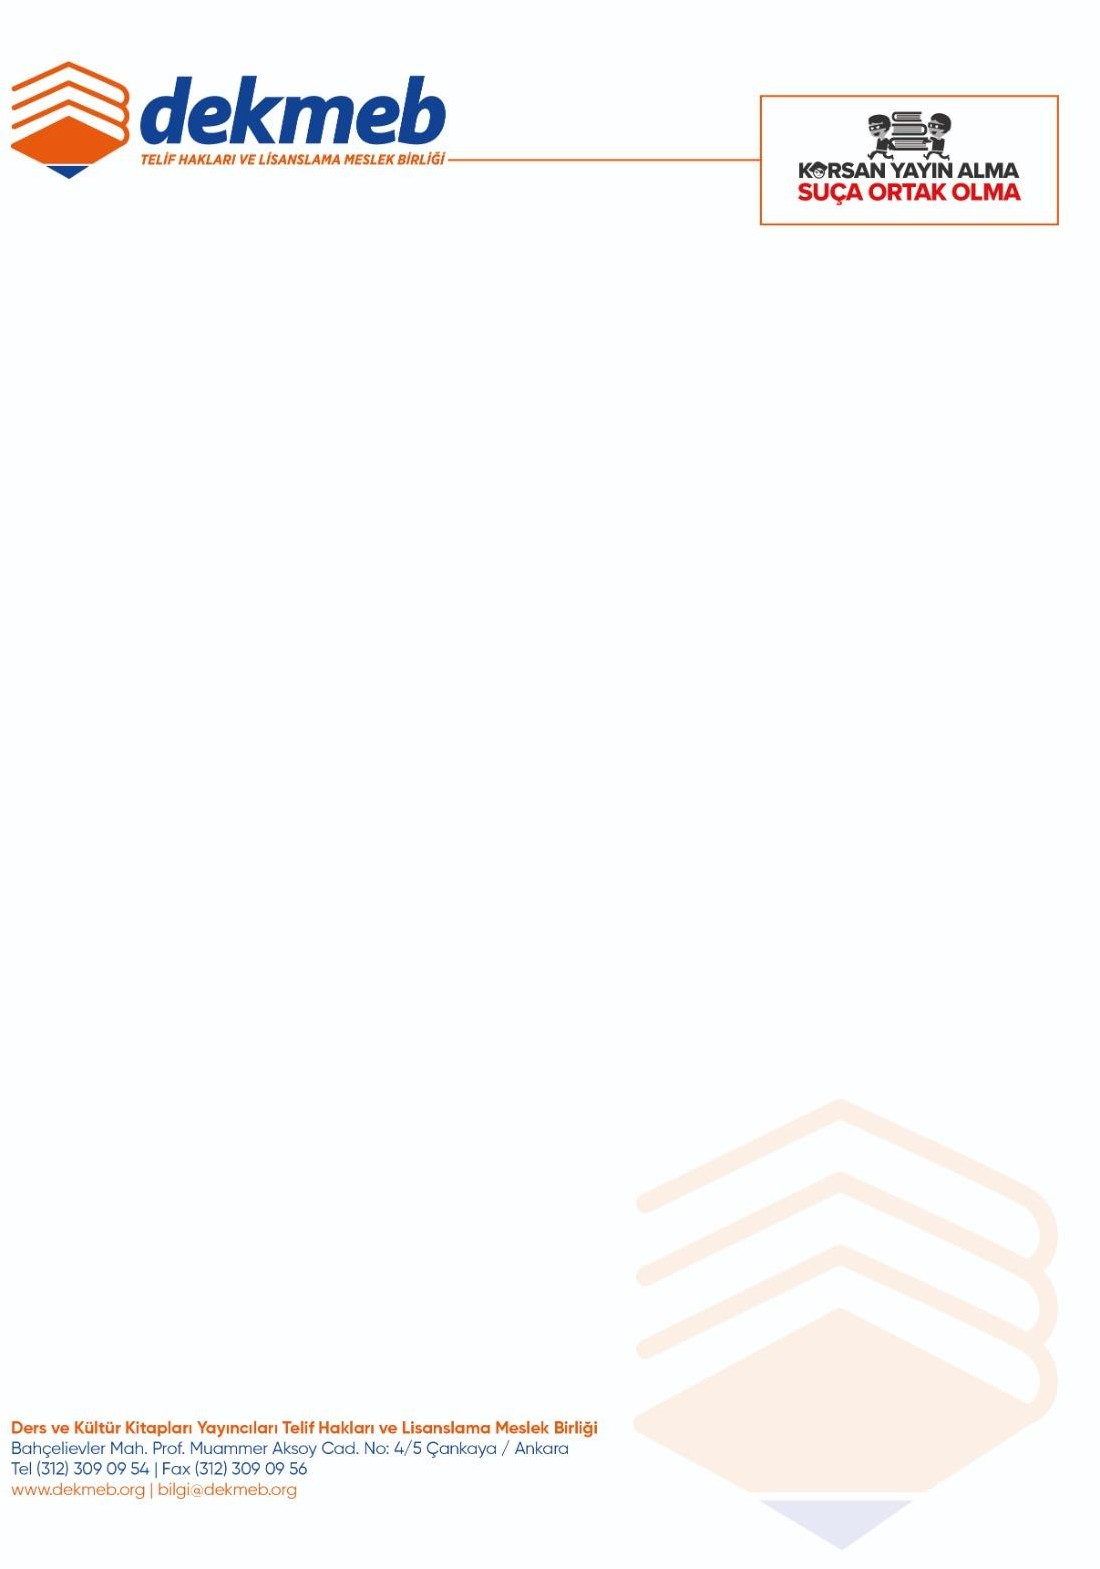 dekmeb
TELİF HAKLARI VE LİSANSLAMA MESLEK BİRLİĞİ
KORSAN YAYIN ALMA
SUÇA ORTAK OLMA
Ders ve Kültür Kitapları Yayıncıları Telif Hakları ve Lisanslama Meslek Birliği
Bahçelievler Mah. Prof. Muammer Aksoy Cad. No: 4/5 Çankaya / Ankara
Tel (312) 309 09 54 | Fax (312) 309 09 56
www.dekmeb.org | bilgi@dekmeb.org